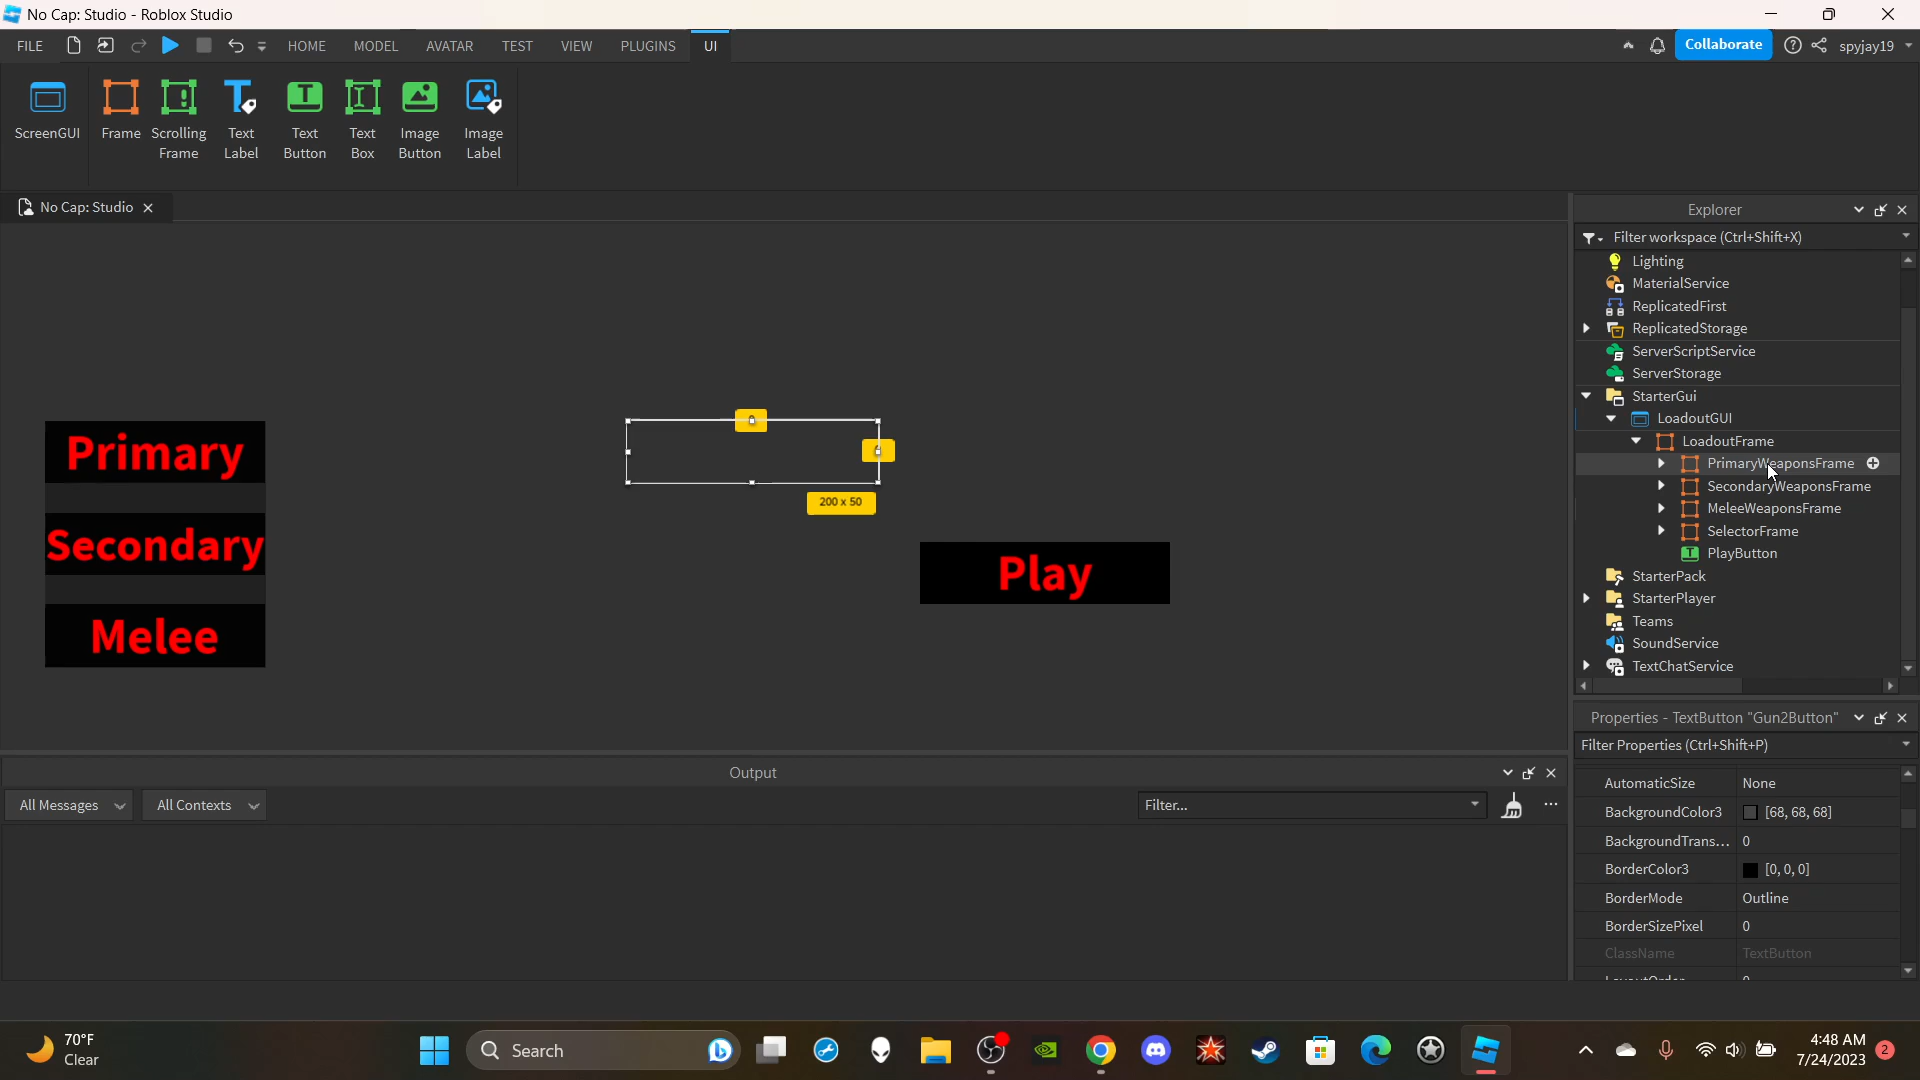 No Cap: Studio - Roblox Studio
FILE HOME MODEL AVATAR TEST VIEW PLUGINS UI Collaborate spyjay19
ScreenGUI
Frame
Scrolling
Frame
Text
Label
Text
Button
Text
Box
Image
Button
Image
Label
No Cap: Studio
Primary
Secondary
Melee
200 x 50
Play
Explorer
Filter workspace (Ctrl+Shift+X)
Lighting
MaterialService
ReplicatedFirst
ReplicatedStorage
ServerScriptService
ServerStorage
StarterGui
LoadoutGUI
LoadoutFrame
PrimaryWeaponsFrame
SecondaryWeaponsFrame
MeleeWeaponsFrame
SelectorFrame
PlayButton
StarterPack
StarterPlayer
Teams
SoundService
TextChatService
Properties - TextButton "Gun2Button"
Filter Properties (Ctrl+Shift+P)
AutomaticSize None
BackgroundColor3 [68, 68, 68]
BackgroundTrans... 0
BorderColor3 [0, 0, 0]
BorderMode Outline
BorderSizePixel 0
ClassName TextButton
LayoutOrder 0
Output
All Messages All Contexts Filter...
70°F
Clear
Search
4:48 AM
7/24/2023
2